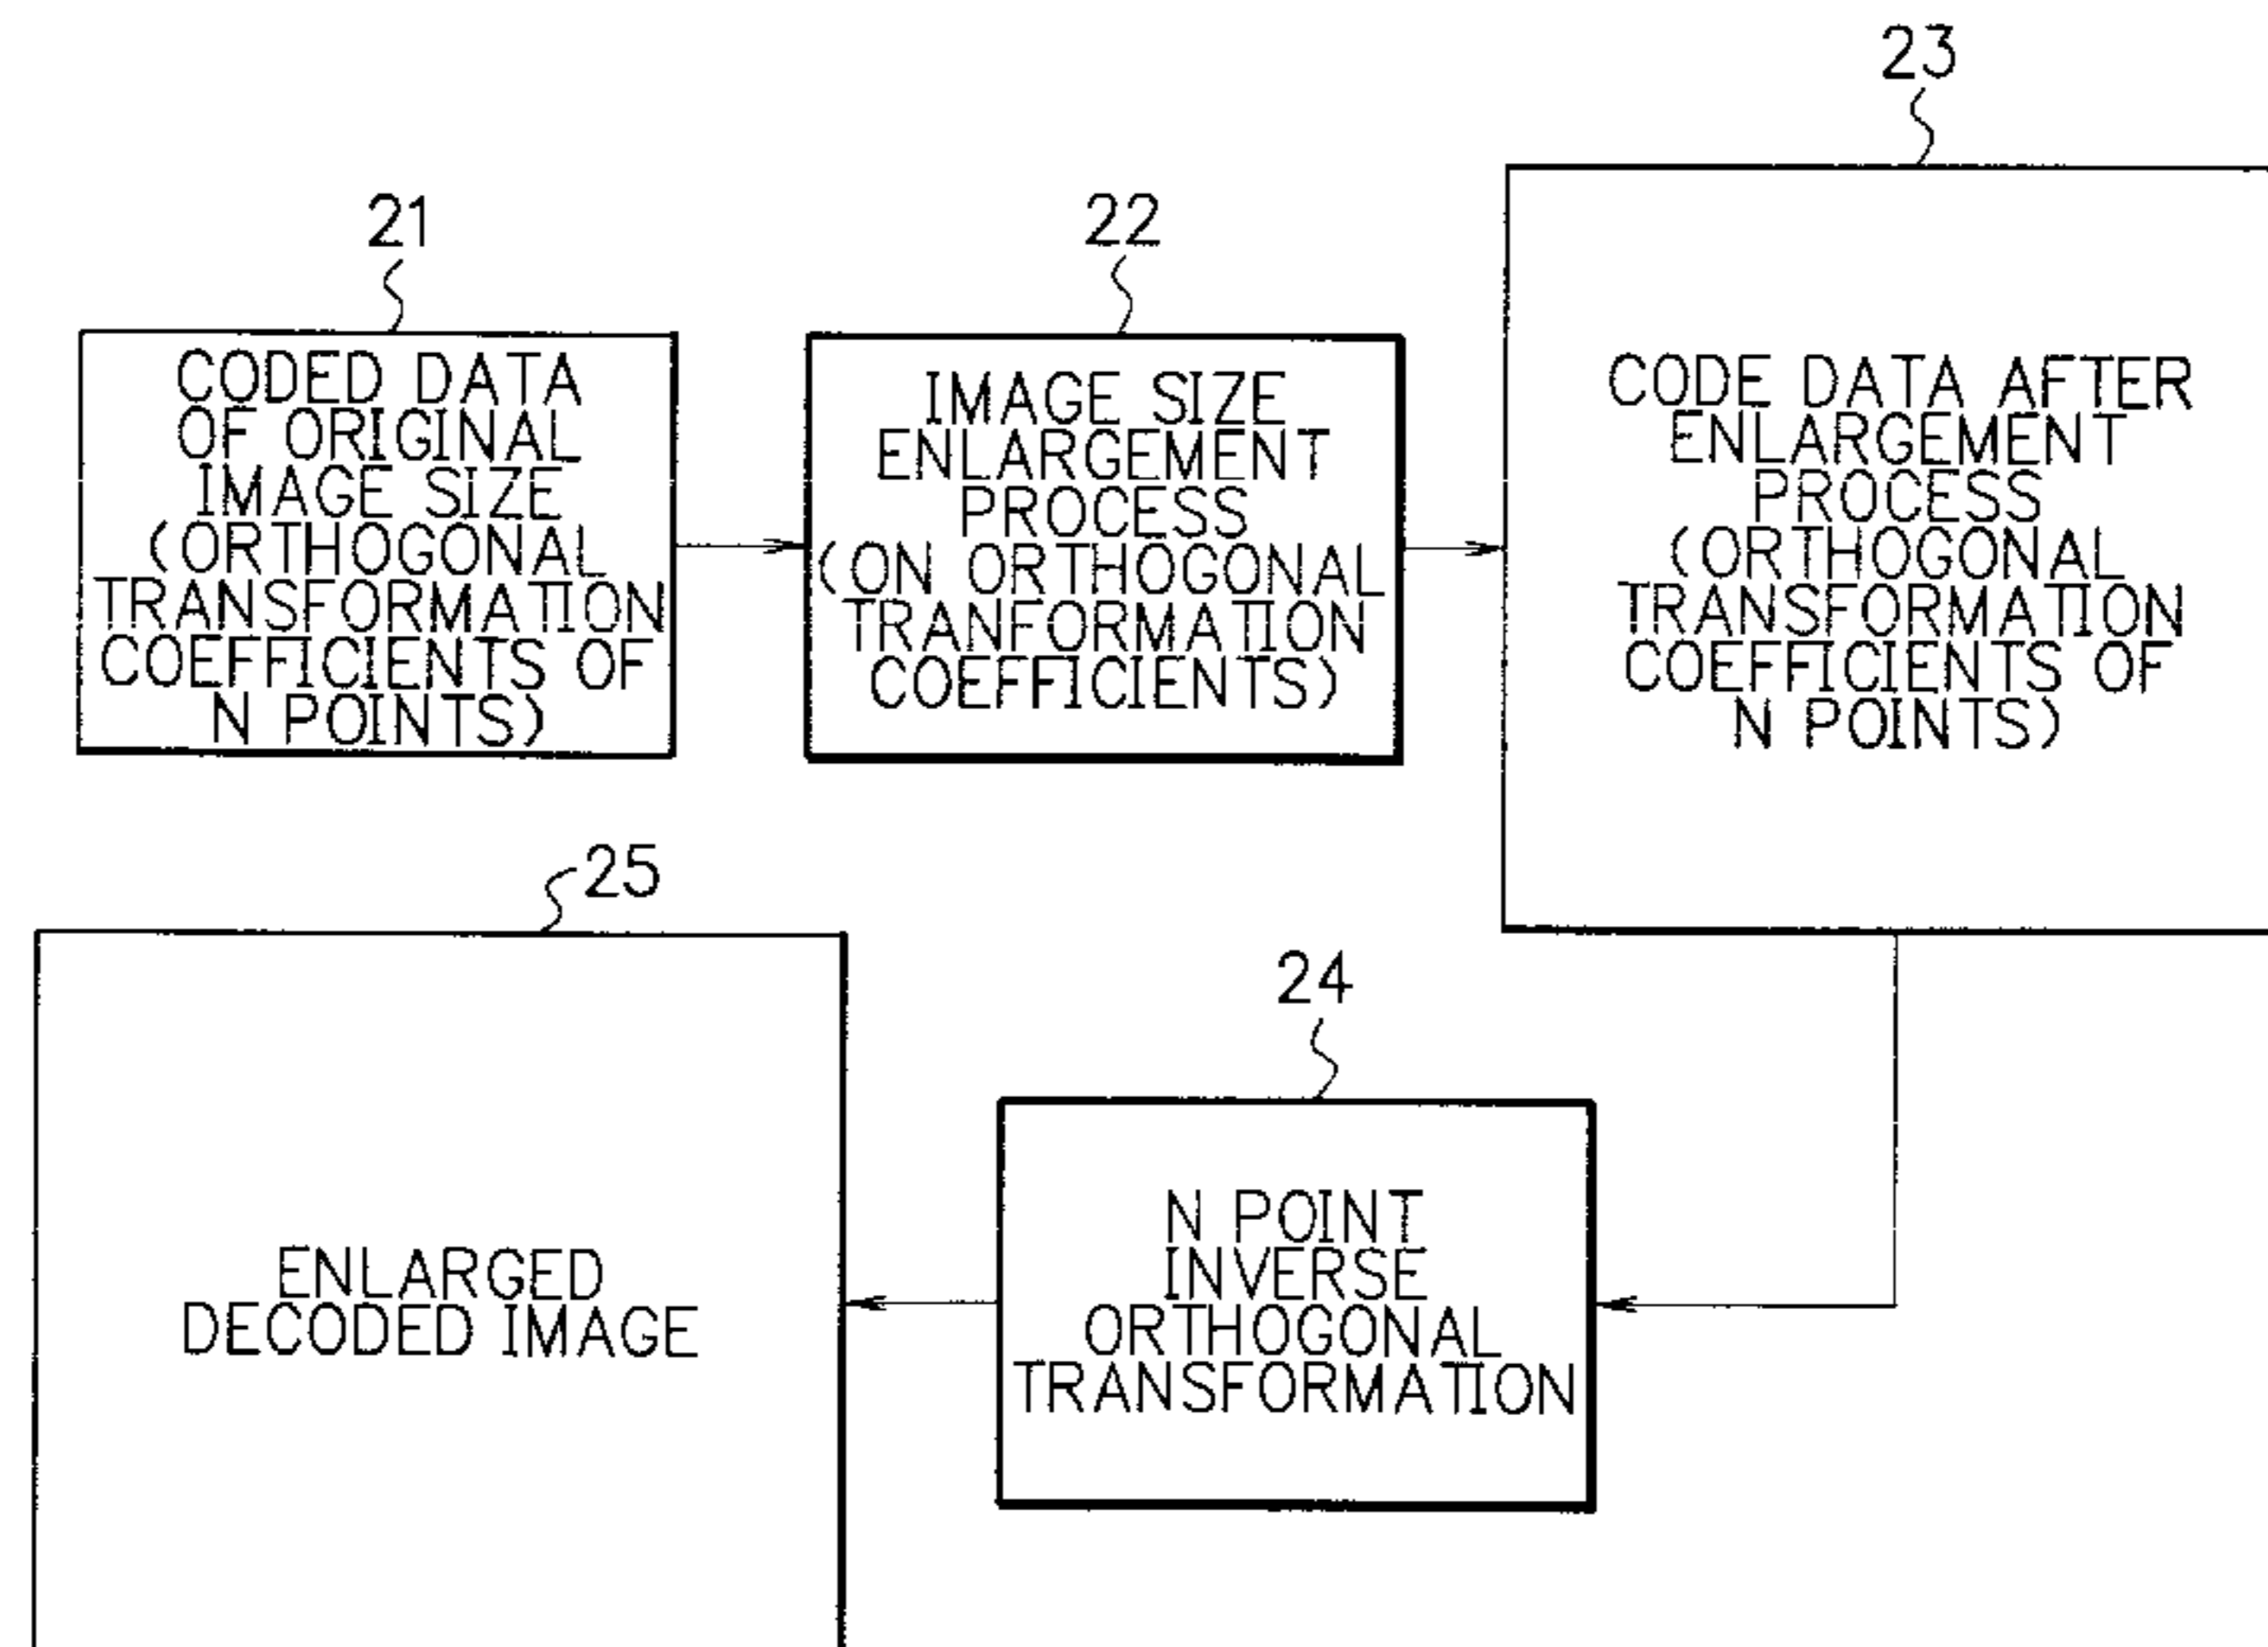 21
CODED DATA
OF ORIGINAL
IMAGE SIZE
(ORTHOGONAL
TRANSFORMATION
COEFFICIENTS OF
N POINTS)
22
IMAGE SIZE
ENLARGEMENT
PROCESS
(ON ORTHOGONAL
TRANFORMATION
COEFFICIENTS)
23
CODE DATA AFTER
ENLARGEMENT
PROCESS
(ORTHOGONAL
TRANSFORMATION
COEFFICIENTS OF
N POINTS)
24
N POINT
INVERSE
ORTHOGONAL
TRANSFORMATION
25
ENLARGED
DECODED IMAGE